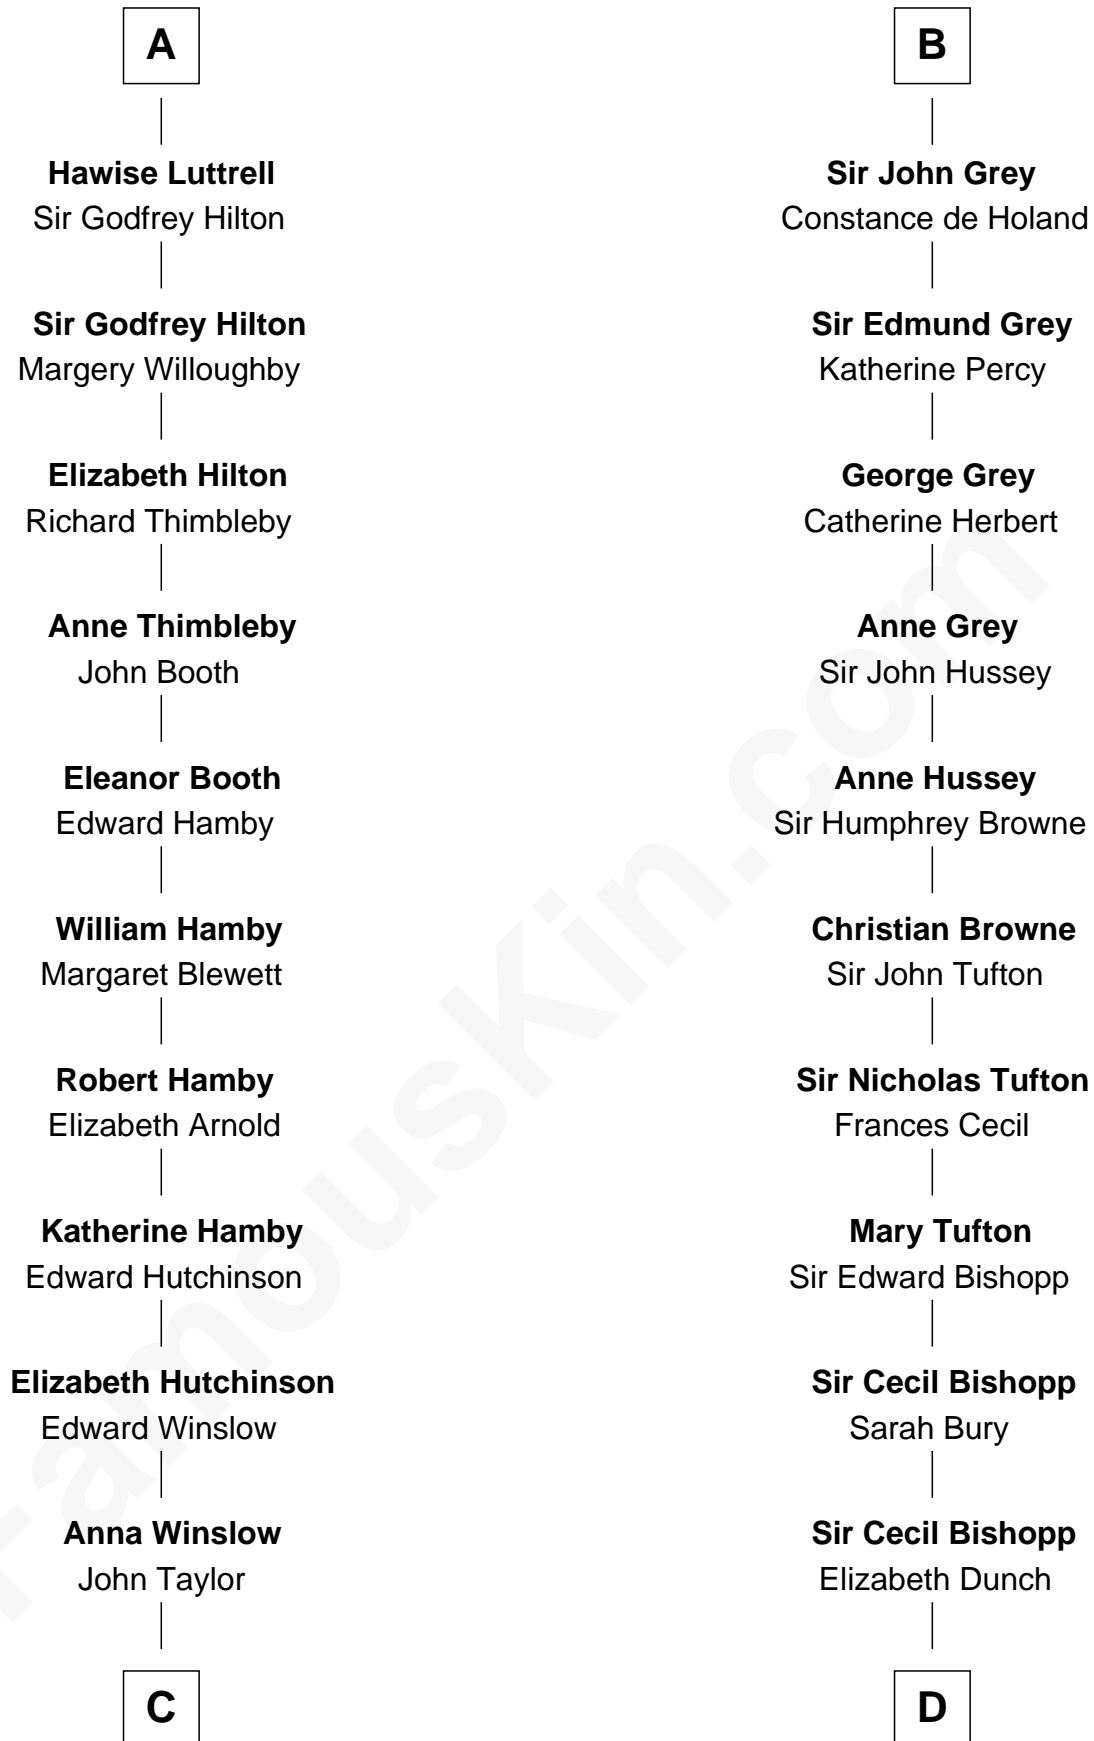 A
Hawise Luttrell
Sir Godfrey Hilton
Sir Godfrey Hilton
Margery Willoughby
Elizabeth Hilton
Richard Thimbleby
Anne Thimbleby
John Booth
Eleanor Booth
Edward Hamby
William Hamby
Margaret Blewett
Robert Hamby
Elizabeth Arnold
Katherine Hamby
Edward Hutchinson
Elizabeth Hutchinson
Edward Winslow
Anna Winslow
John Taylor
C
B
Sir John Grey
Constance de Holand
Sir Edmund Grey
Katherine Percy
George Grey
Catherine Herbert
Anne Grey
Sir John Hussey
Anne Hussey
Sir Humphrey Browne
Christian Browne
Sir John Tufton
Sir Nicholas Tufton
Frances Cecil
Mary Tufton
Sir Edward Bishopp
Sir Cecil Bishopp
Sarah Bury
Sir Cecil Bishopp
Elizabeth Dunch
D
FamousKin.com